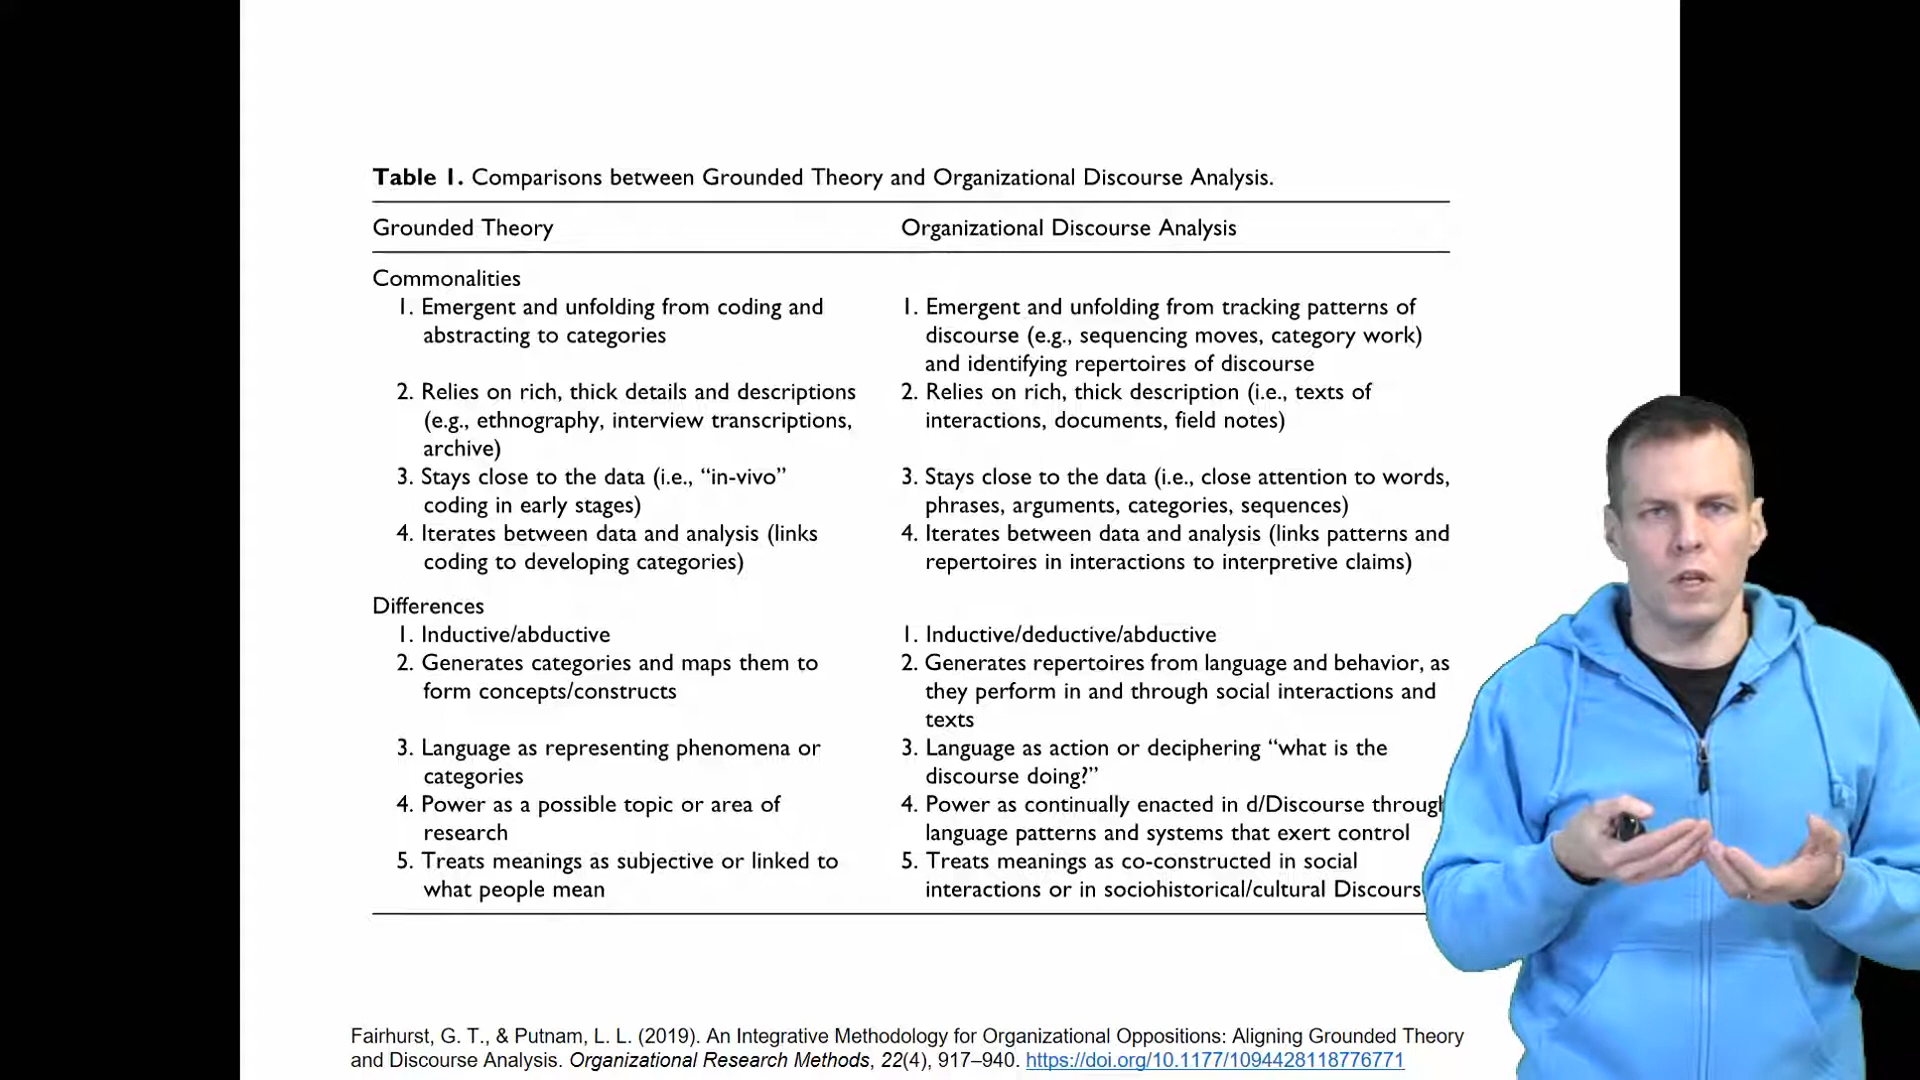 Table 1. Comparisons between Grounded Theory and Organizational Discourse Analysis.
Grounded Theory
Organizational Discourse Analysis
Commonalities
1. Emergent and unfolding from coding and
abstracting to categories
1. Emergent and unfolding from tracking patterns of
discourse (e.g., sequencing moves, category work)
and identifying repertoires of discourse
2. Relies on rich, thick details and descriptions
(e.g., ethnography, interview transcriptions,
archive)
2. Relies on rich, thick description (i.e., texts of
interactions, documents, field notes)
3. Stays close to the data (i.e., “in-vivo”
coding in early stages)
3. Stays close to the data (i.e., close attention to words,
phrases, arguments, categories, sequences)
4. Iterates between data and analysis (links
coding to developing categories)
4. Iterates between data and analysis (links patterns and
repertoires in interactions to interpretive claims)
Differences
1. Inductive/abductive
1. Inductive/deductive/abductive
2. Generates categories and maps them to
form concepts/constructs
2. Generates repertoires from language and behavior, as
they perform in and through social interactions and
texts
3. Language as representing phenomena or
categories
3. Language as action or deciphering “what is the
discourse doing?”
4. Power as a possible topic or area of
research
4. Power as continually enacted in d/Discourse through
language patterns and systems that exert control
5. Treats meanings as subjective or linked to
what people mean
5. Treats meanings as co-constructed in social
interactions or in sociohistorical/cultural Discours
Fairhurst, G. T., & Putnam, L. L. (2019). An Integrative Methodology for Organizational Oppositions: Aligning Grounded Theory
and Discourse Analysis. Organizational Research Methods, 22(4), 917–940. https://doi.org/10.1177/1094428118776771